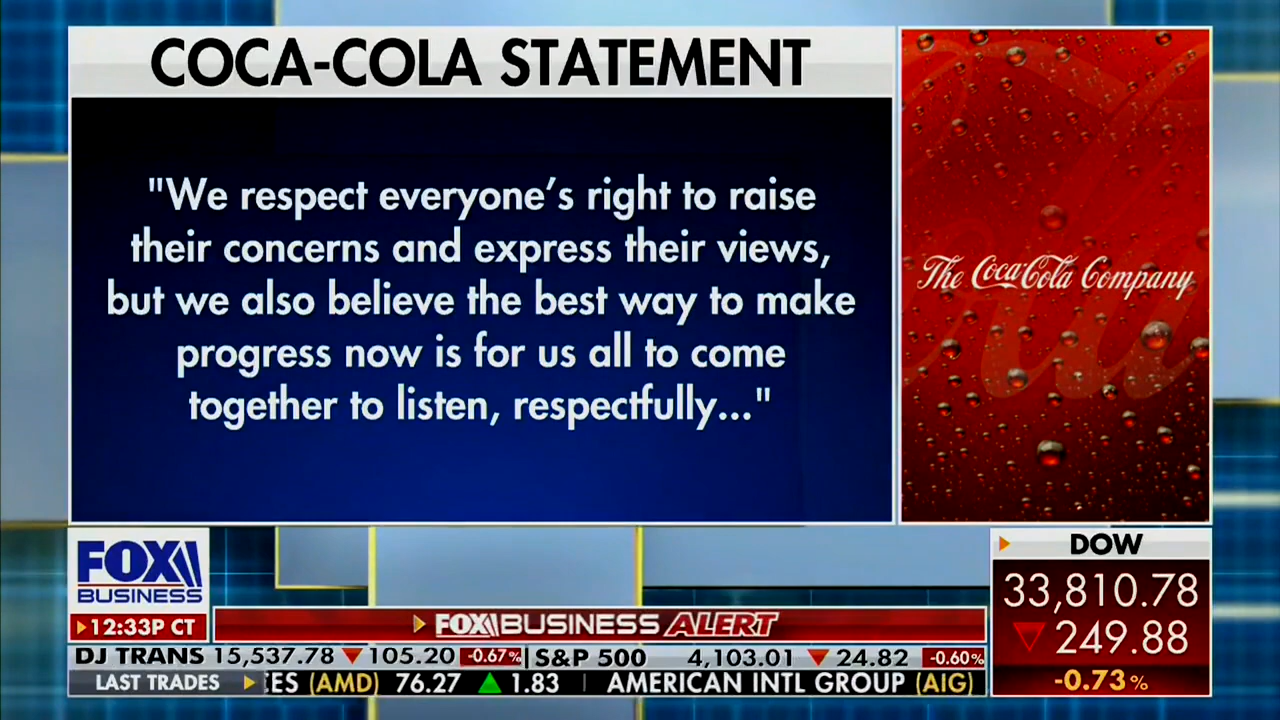 COCA-COLA STATEMENT
"We respect everyone’s right to raise
their concerns and express their views,
but we also believe the best way to make
progress now is for us all to come
together to listen, respectfully..."
The Coca-Cola Company
FOX
BUSINESS
12:33P CT
FOX BUSINESS ALERT
DOW
33,810.78
249.88
-0.73%
DJ TRANS 15,537.78 105.20 -0.67% S&P 500 4,103.01 24.82 -0.60%
LAST TRADES ES (AMD) 76.27 1.83 AMERICAN INTL GROUP (AIG)